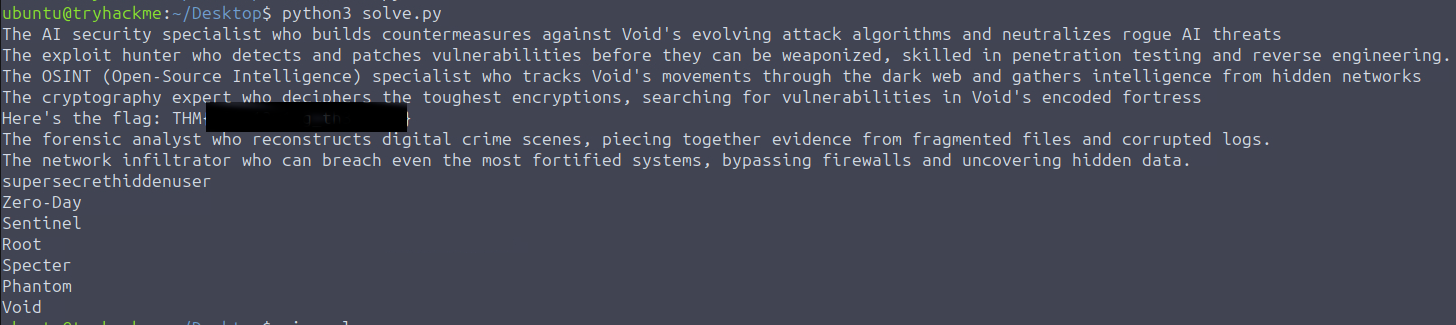 ubuntu@tryhackme:~/Desktop$ python3 solve.py
The AI security specialist who builds countermeasures against Void's evolving attack algorithms and neutralizes rogue AI threats
The exploit hunter who detects and patches vulnerabilities before they can be weaponized, skilled in penetration testing and reverse engineering.
The OSINT (Open-Source Intelligence) specialist who tracks Void's movements through the dark web and gathers intelligence from hidden networks
The cryptography expert who deciphers the toughest encryptions, searching for vulnerabilities in Void's encoded fortress
Here's the flag: THM
The forensic analyst who reconstructs digital crime scenes, piecing together evidence from fragmented files and corrupted logs.
The network infiltrator who can breach even the most fortified systems, bypassing firewalls and uncovering hidden data.
supersecrethiddenuser
Zero-Day
Sentinel
Root
Specter
Phantom
Void